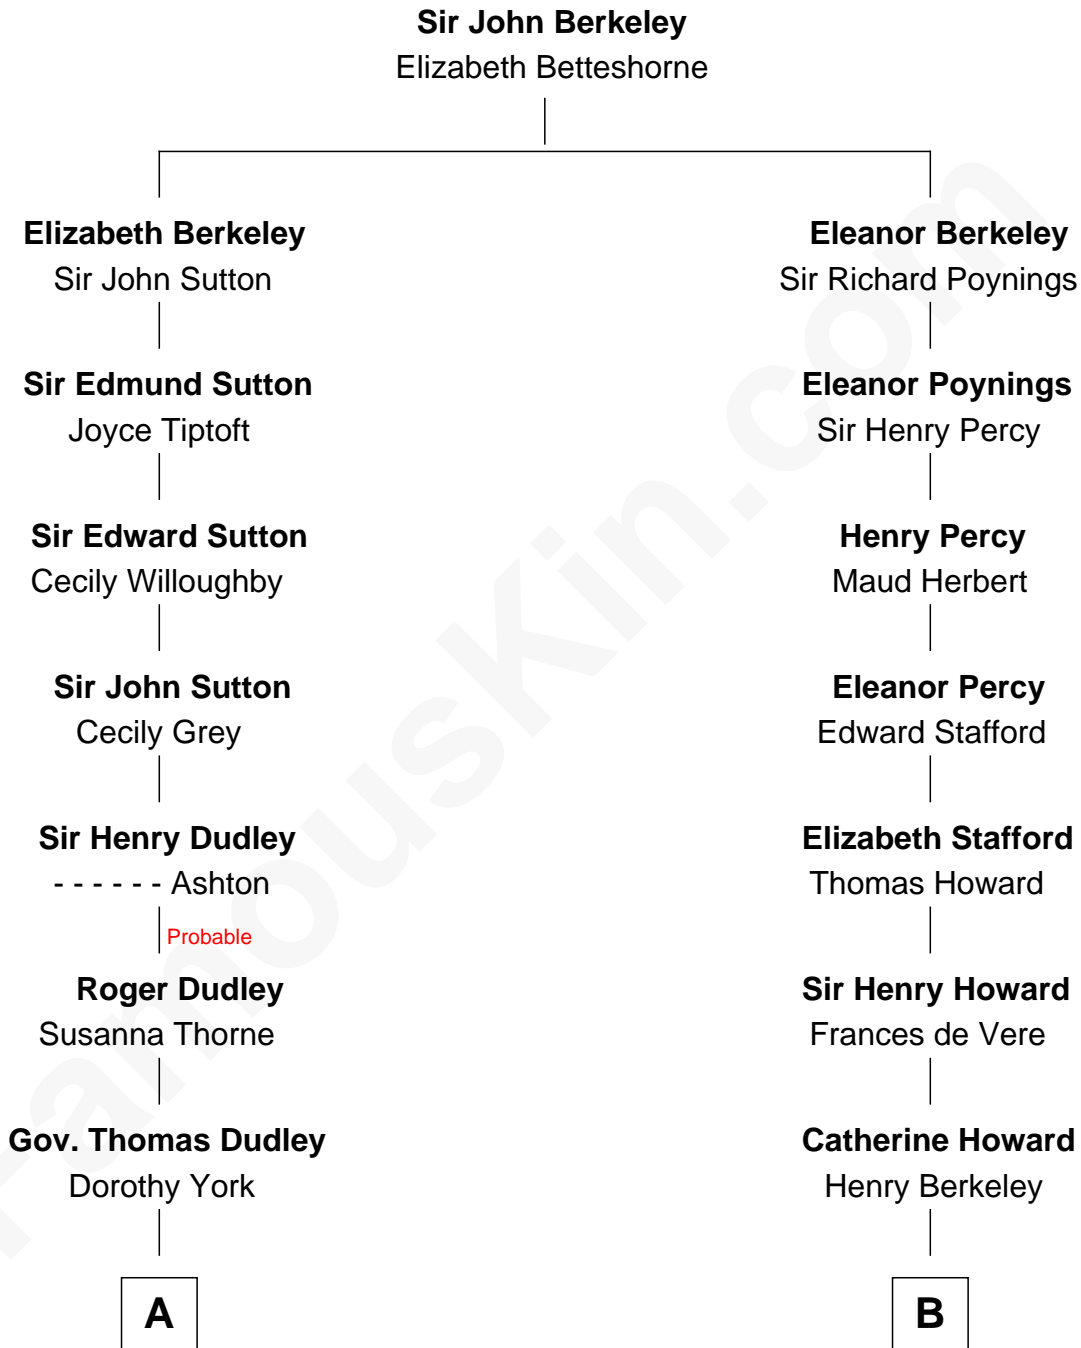 Sir John Berkeley
Elizabeth Betteshorne
Elizabeth Berkeley
Sir John Sutton
Sir Edmund Sutton
Joyce Tiptoft
Sir Edward Sutton
Cecily Willoughby
Sir John Sutton
Cecily Grey
Sir Henry Dudley
- - - - - - Ashton
Probable
Roger Dudley
Susanna Thorne
Gov. Thomas Dudley
Dorothy York
A
Eleanor Berkeley
Sir Richard Poynings
Eleanor Poynings
Sir Henry Percy
Henry Percy
Maud Herbert
Eleanor Percy
Edward Stafford
Elizabeth Stafford
Thomas Howard
Sir Henry Howard
Frances de Vere
Catherine Howard
Henry Berkeley
B
FamousKin.com